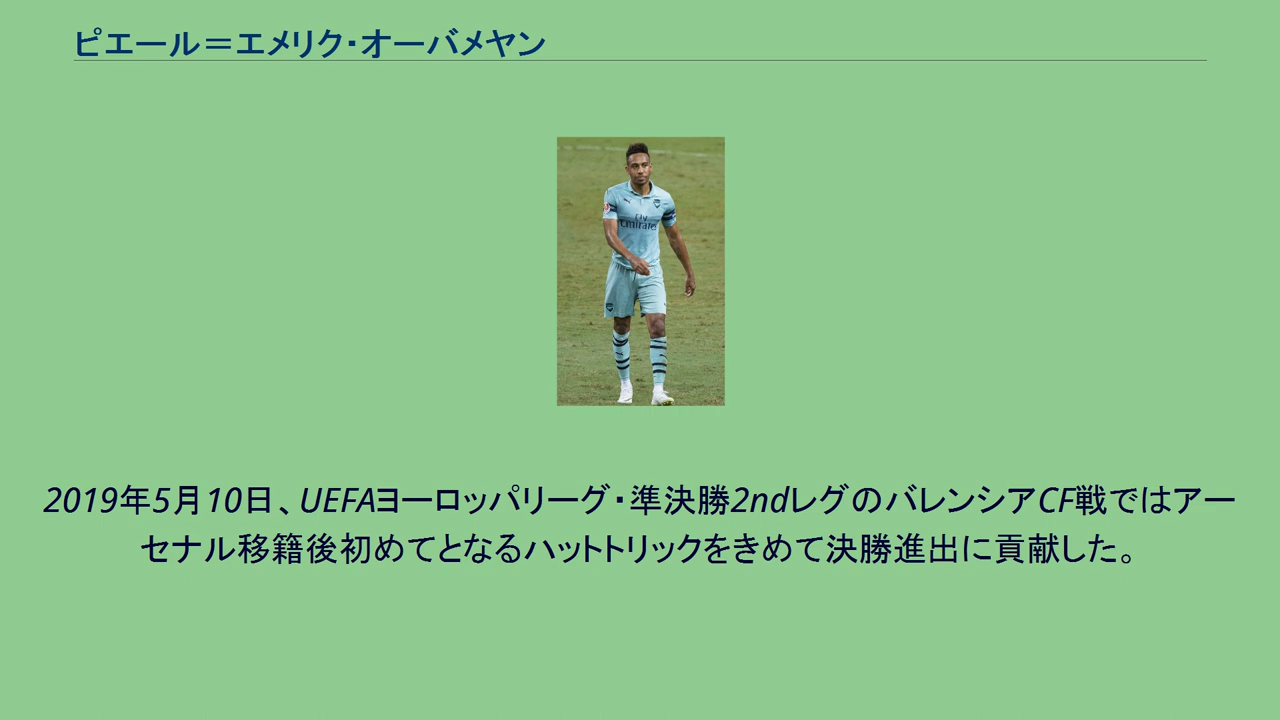 ピエール＝エメリク・オーバメヤン
Fly
Emirates
2019年5月10日、UEFAヨーロッパリーグ・準決勝2ndレグのバレンシアCF戦ではアー
セナル移籍後初めてとなるハットトリックをきめて決勝進出に貢献した。